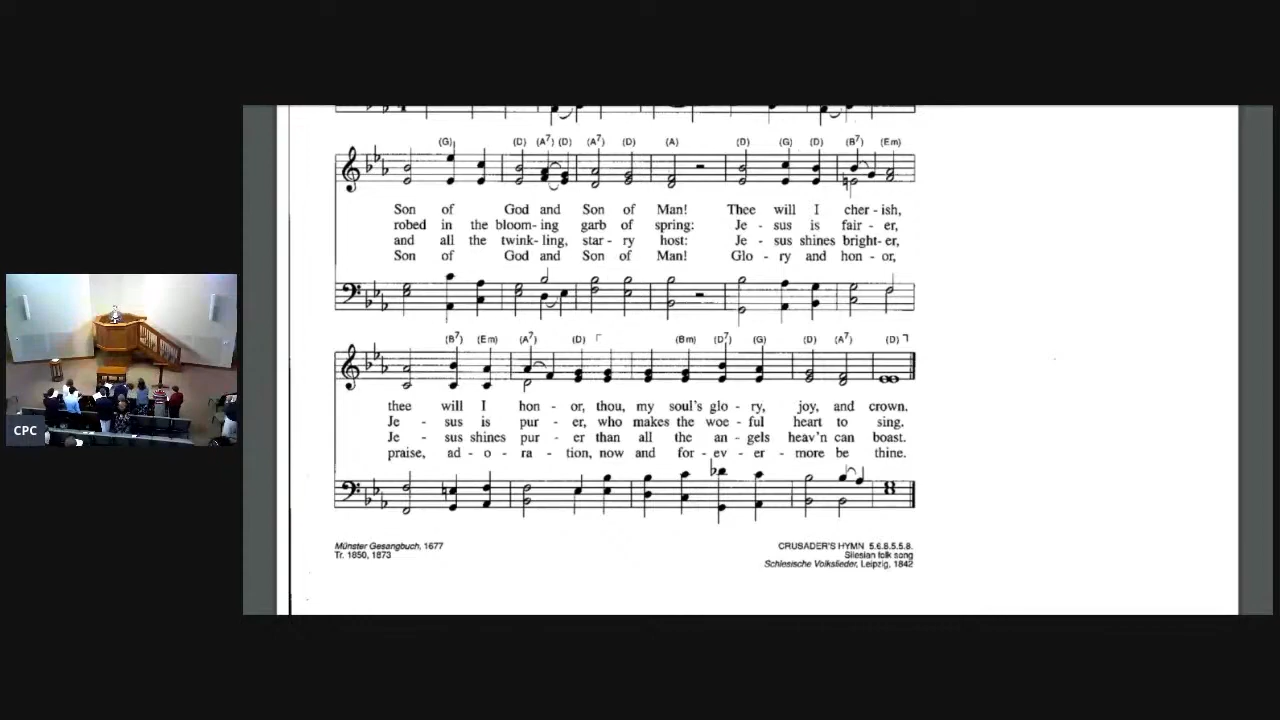 (G) (D) (A7) (D) (A7) (D) (A) (D) (G) (D) (B7) (Em)
Son of God and Son of Man! Thee will I cher - ish,
robed in the bloom- ing garb of spring: Je - sus is fair - er,
and all the twink- ling, star - ry host: Je - sus shines bright- er,
Son of God and Son of Man! Glo - ry and hon - or,
(B7) (Em) (A7) (D) (Bm) (D7) (G) (D) (A7) (D)
thee will I hon - or, thou, my soul's glo - ry, joy, and crown.
Je - sus is pur - er, who makes the woe - ful heart to sing.
Je - sus shines pur - er than all the an - gels heav'n can boast.
praise, ad - o - ra - tion, now and for - ev - er - more be thine.
Münster Gesangbuch, 1677
Tr. 1850, 1873
CRUSADER'S HYMN 5.6.8.5.5.8.
Silesian folk song
Schlesische Volkslieder, Leipzig, 1842
CPC